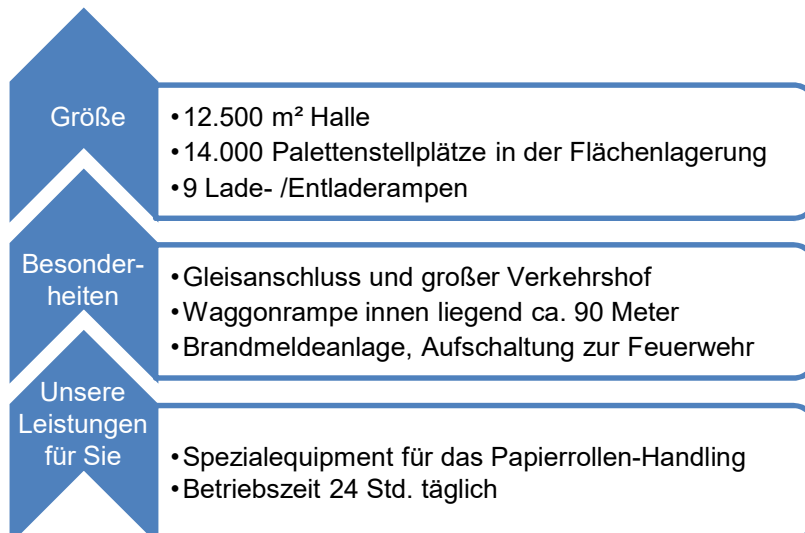 Größe
•12.500 m² Halle
•14.000 Palettenstellplätze in der Flächenlagerung
•9 Lade- /Entladerampen
Besonder-
heiten
•Gleisanschluss und großer Verkehrshof
•Waggonrampe innen liegend ca. 90 Meter
•Brandmeldeanlage, Aufschaltung zur Feuerwehr
Unsere
Leistungen
für Sie
•Spezialequipment für das Papierrollen-Handling
•Betriebszeit 24 Std. täglich